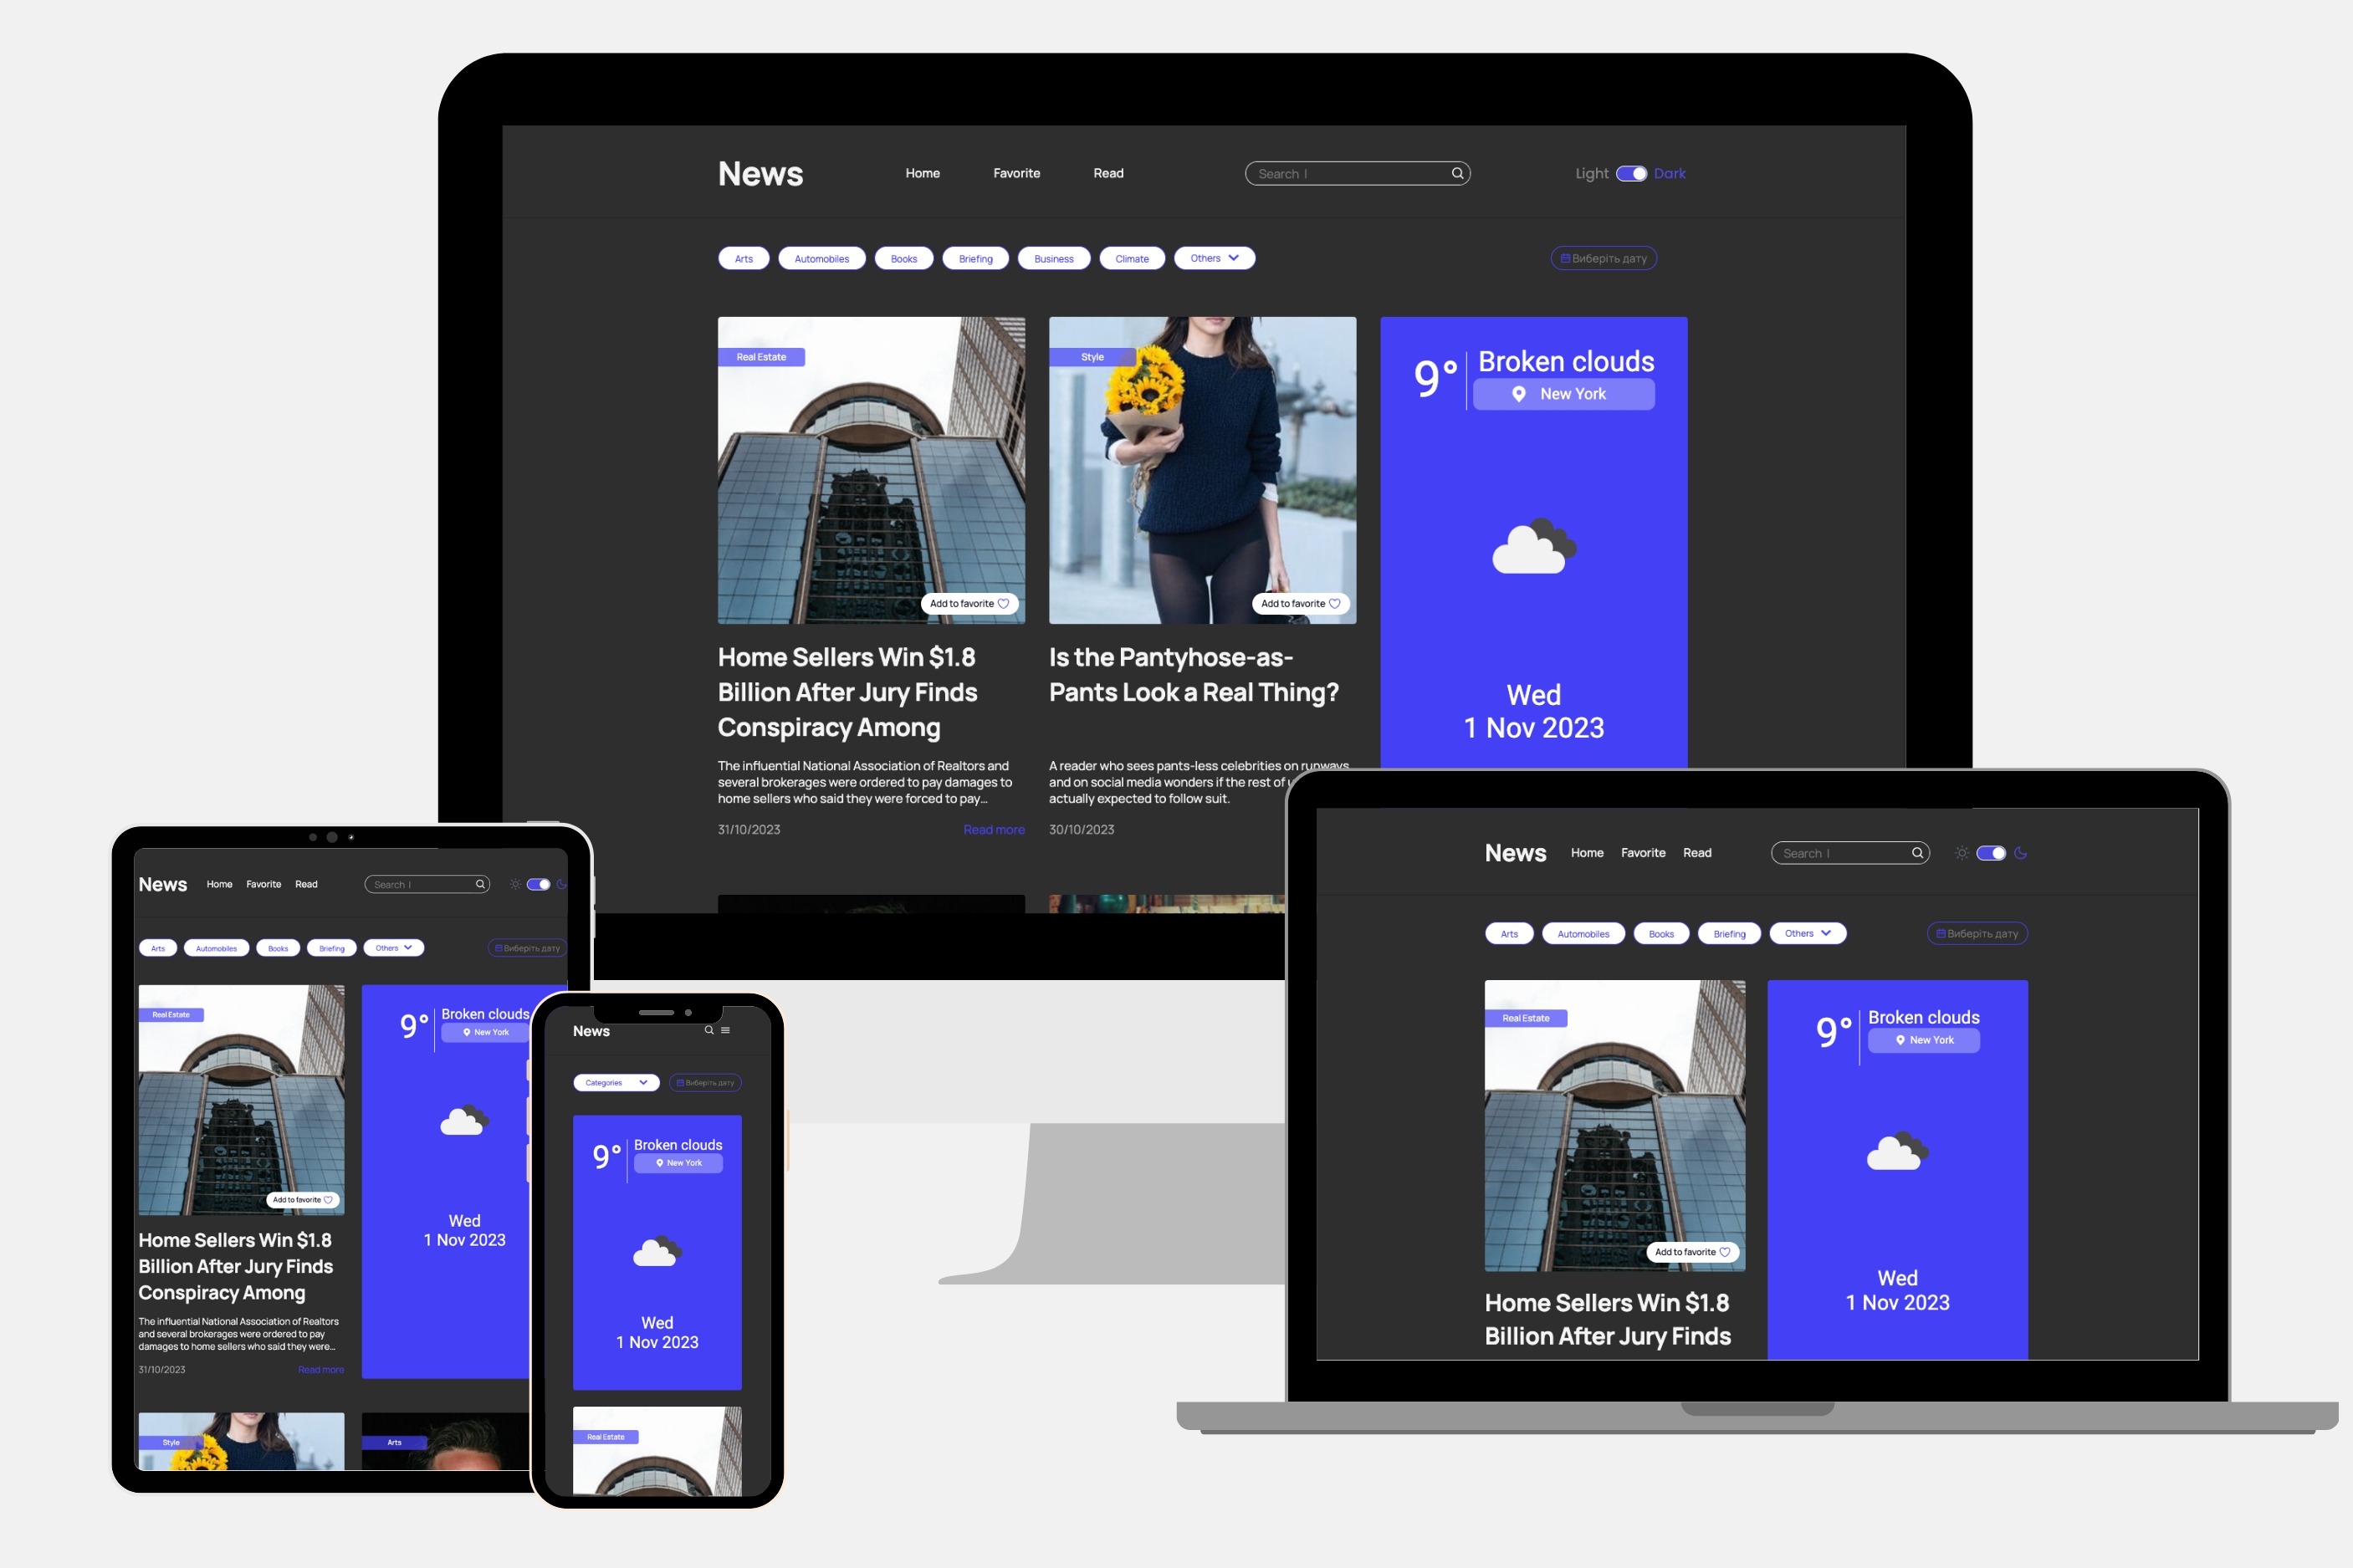 News
Home Favorite Read
Search |
Light Dark
Arts Automobiles Books Briefing Business Climate Others
Виберіть дату
Real Estate
Add to favorite
Home Sellers Win $1.8
Billion After Jury Finds
Conspiracy Among
The influential National Association of Realtors and
several brokerages were ordered to pay damages to
home sellers who said they were forced to pay...
31/10/2023 Read more
Style
Add to favorite
Is the Pantyhose-as-
Pants Look a Real Thing?
A reader who sees pants-less celebrities on runways
and on social media wonders if the rest of
actually expected to follow suit.
30/10/2023
9° Broken clouds
New York
Wed
1 Nov 2023
News
Home Favorite Read
Search |
Arts Automobiles Books Briefing Others
Виберіть дату
Real Estate
Add to favorite
Home Sellers Win $1.8
Billion After Jury Finds
Conspiracy Among
The influential National Association of Realtors
and several brokerages were ordered to pay
damages to home sellers who said they were...
31/10/2023 Read more
9° Broken clouds
New York
Wed
1 Nov 2023
Style
Arts
News
Categories
Виберіть дату
9° Broken clouds
New York
Wed
1 Nov 2023
Real Estate
News
Home Favorite Read
Search |
Arts Automobiles Books Briefing Others
Виберіть дату
Real Estate
Add to favorite
Home Sellers Win $1.8
Billion After Jury Finds
9° Broken clouds
New York
Wed
1 Nov 2023